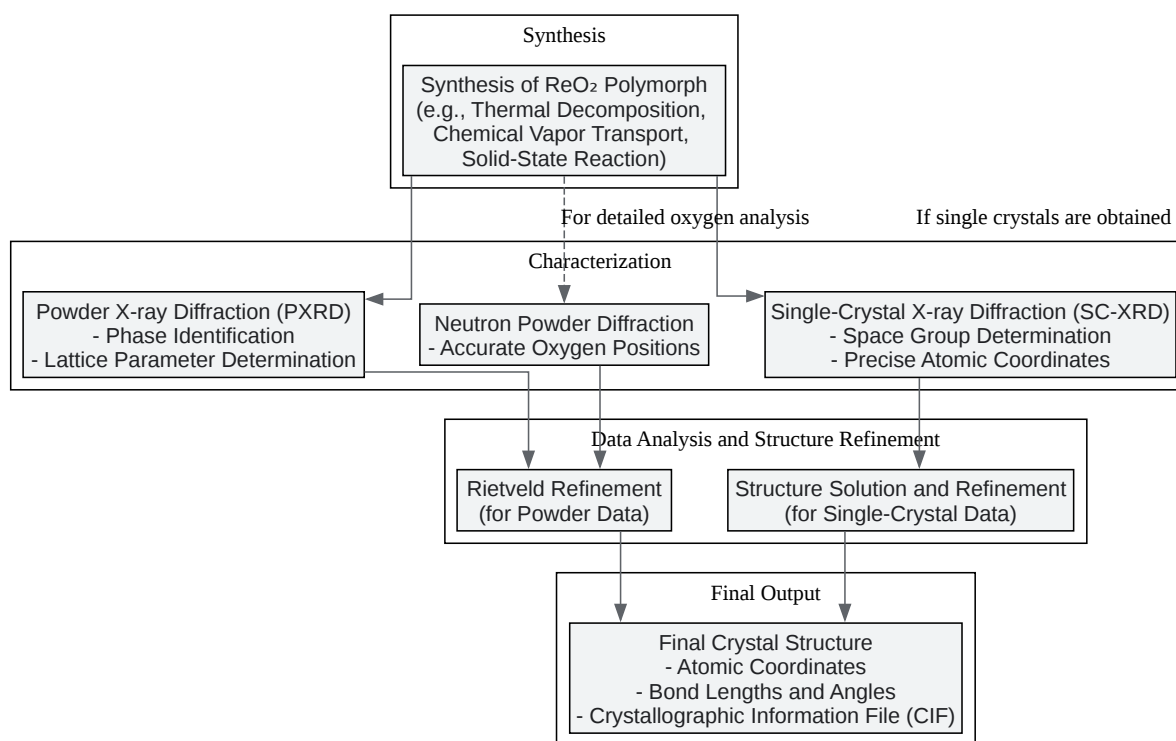 Synthesis
Synthesis of ReO₂ Polymorph
(e.g., Thermal Decomposition,
Chemical Vapor Transport,
Solid-State Reaction)
For detailed oxygen analysis
If single crystals are obtained
Characterization
Powder X-ray Diffraction (PXRD)
- Phase Identification
- Lattice Parameter Determination
Neutron Powder Diffraction
- Accurate Oxygen Positions
Single-Crystal X-ray Diffraction (SC-XRD)
- Space Group Determination
- Precise Atomic Coordinates
Data Analysis and Structure Refinement
Rietveld Refinement
(for Powder Data)
Structure Solution and Refinement
(for Single-Crystal Data)
Final Output
Final Crystal Structure
- Atomic Coordinates
- Bond Lengths and Angles
- Crystallographic Information File (CIF)